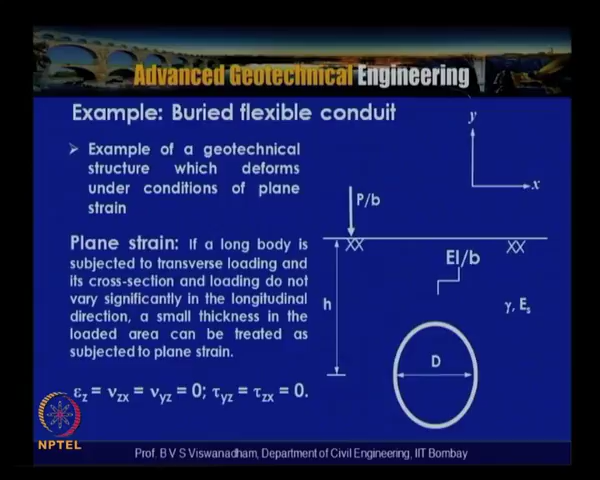 Advanced Geotechnical Engineering
Example: Buried flexible conduit
➢ Example of a geotechnical
structure which deforms
under conditions of plane
strain
Plane strain: If a long body is
subjected to transverse loading and
its cross-section and loading do not
vary significantly in the longitudinal
direction, a small thickness in the
loaded area can be treated as
subjected to plane strain.
εz = νzx = νyz = 0; τyz = τzx = 0.
y
x
P/b
EI/b
h
γ, Es
D
NPTEL
Prof. B V S Viswanadham, Department of Civil Engineering, IIT Bombay